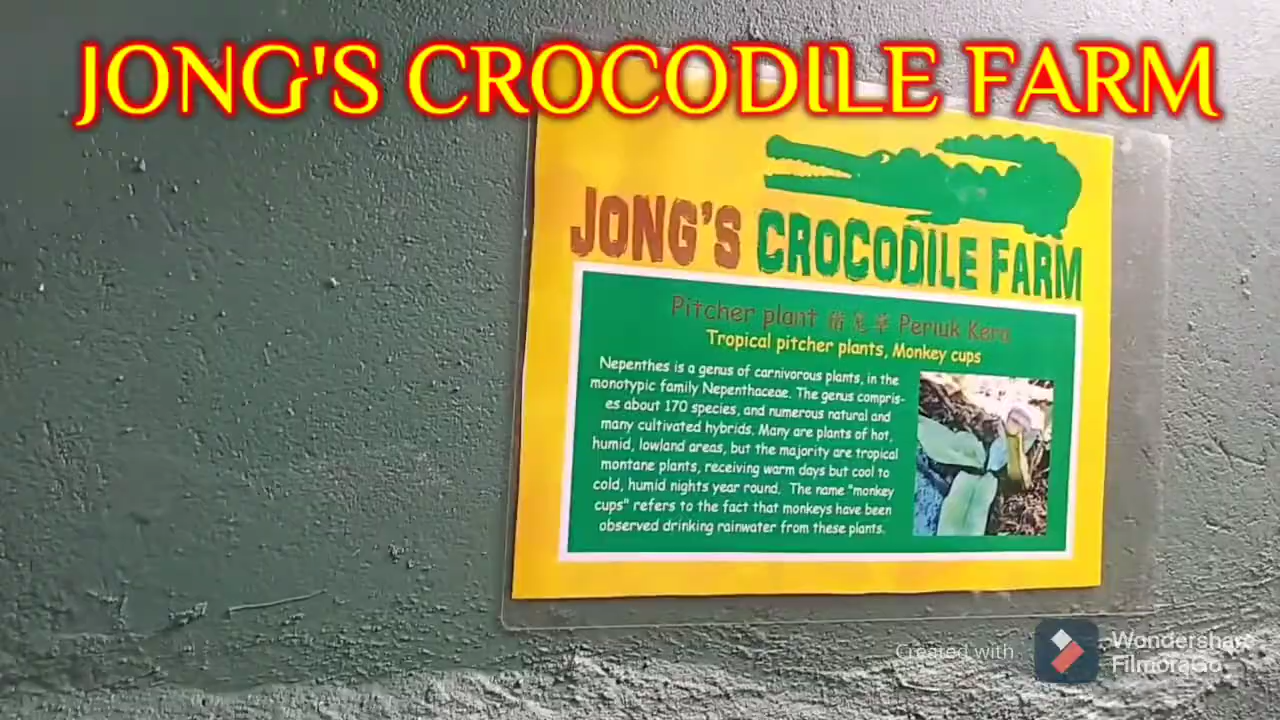 JONG'S CROCODILE FARM
JONG'S CROCODILE FARM
Pitcher plant 猪笼草 Periuk Kera
Tropical pitcher plants, Monkey cups
Nepenthes is a genus of carnivorous plants, in the
monotypic family Nepenthaceae. The genus compris-
es about 170 species, and numerous natural and
many cultivated hybrids. Many are plants of hot,
humid, lowland areas, but the majority are tropical
montane plants, receiving warm days but cool to
cold, humid nights year round. The name "monkey
cups" refers to the fact that monkeys have been
observed drinking rainwater from these plants.
Created with
Wondershare
Filmora